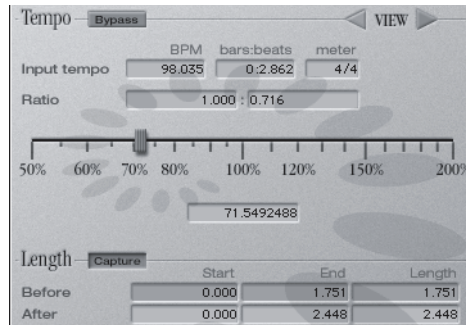 Tempo Bypass VIEW
BPM bars:beats meter
Input tempo 98.035 0:2.862 4/4
Ratio 1.000 : 0.716
50% 60% 70% 80% 100% 120% 150% 200%
71.5492488
Length Capture
Start End Length
Before 0.000 1.751 1.751
After 0.000 2.448 2.448